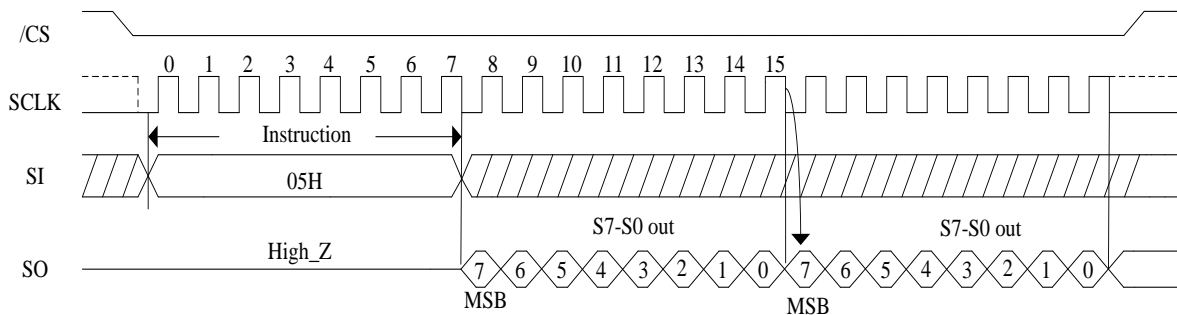 /CS
0 1 2 3 4 5 6 7 8 9 10 11 12 13 14 15
SCLK
Instruction
SI
05H
S7-S0 out
S7-S0 out
High_Z
SO
7 6 5 4 3 2 1 0 7 6 5 4 3 2 1 0
MSB
MSB